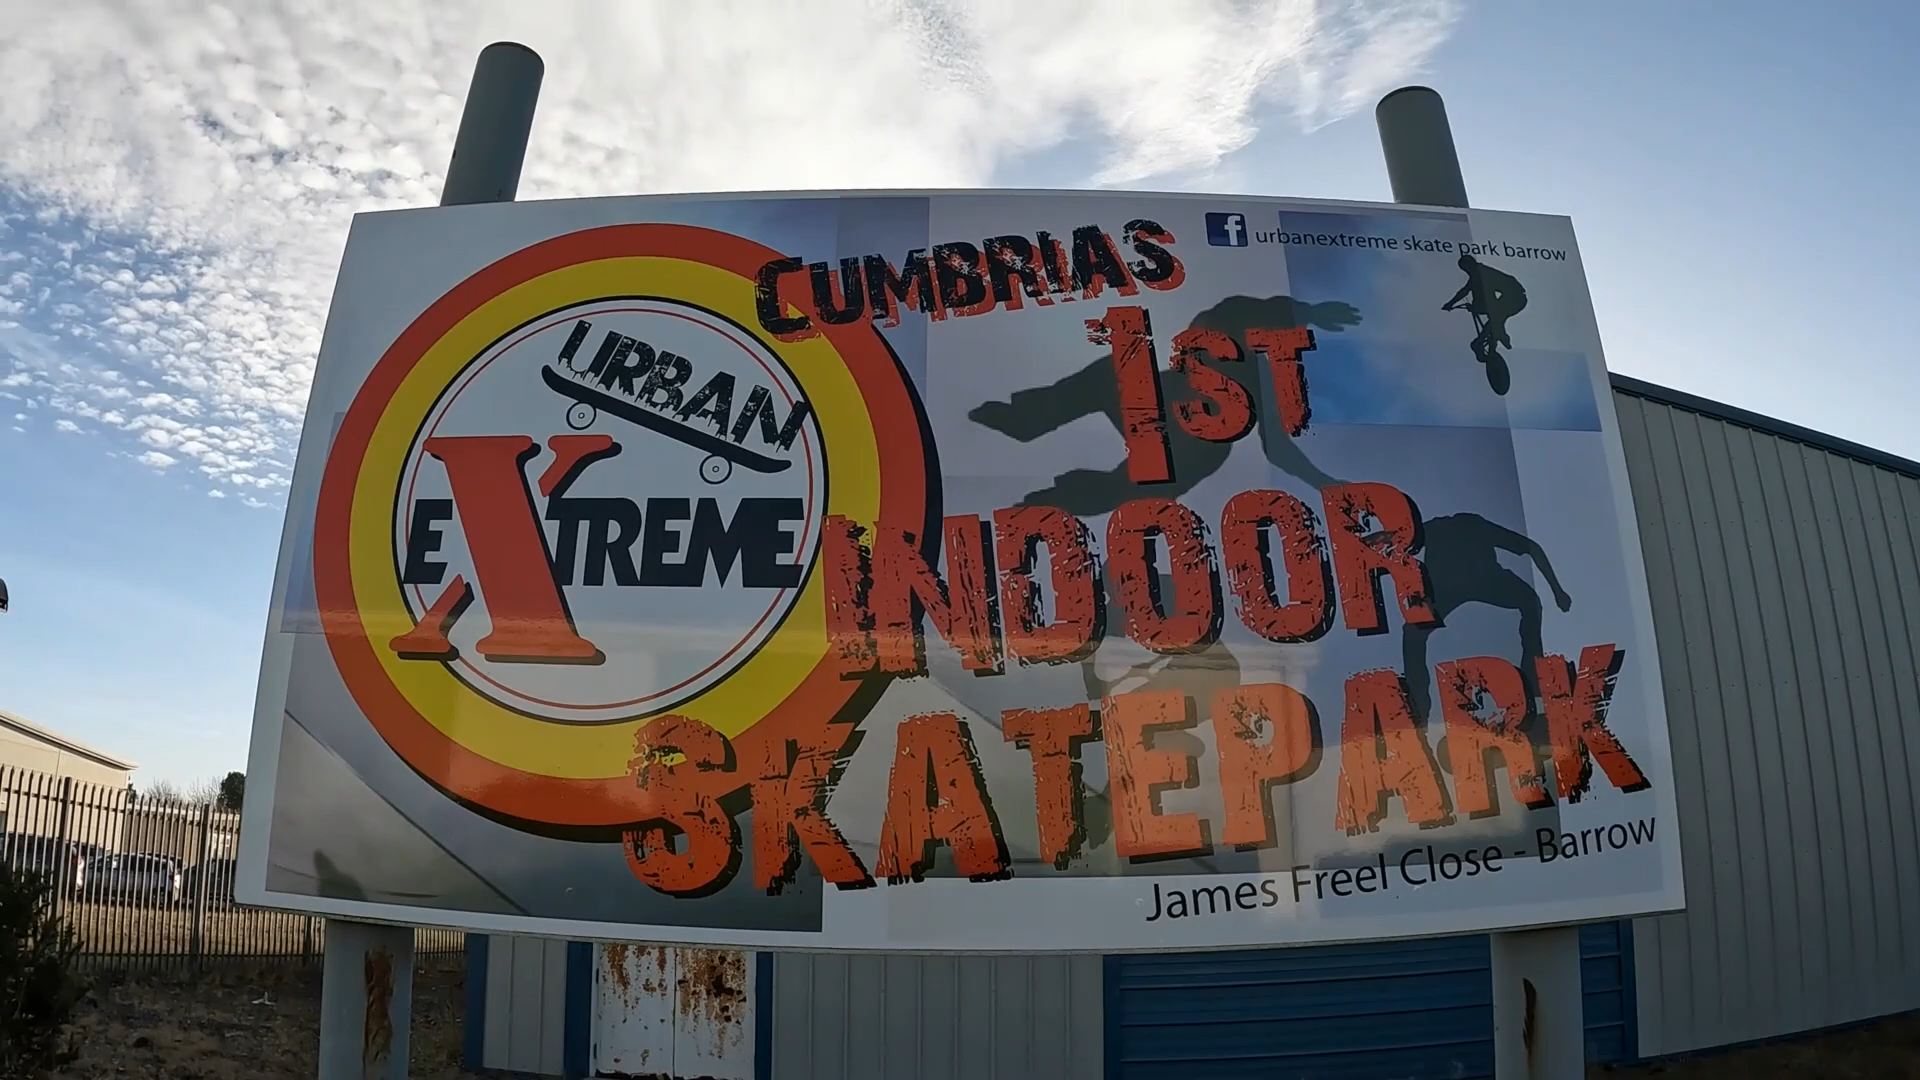 f urbanextreme skate park barrow
CUMBRIAS
1ST
INDOOR
SKATEPARK
URBAN
EXTREME
James Freel Close - Barrow